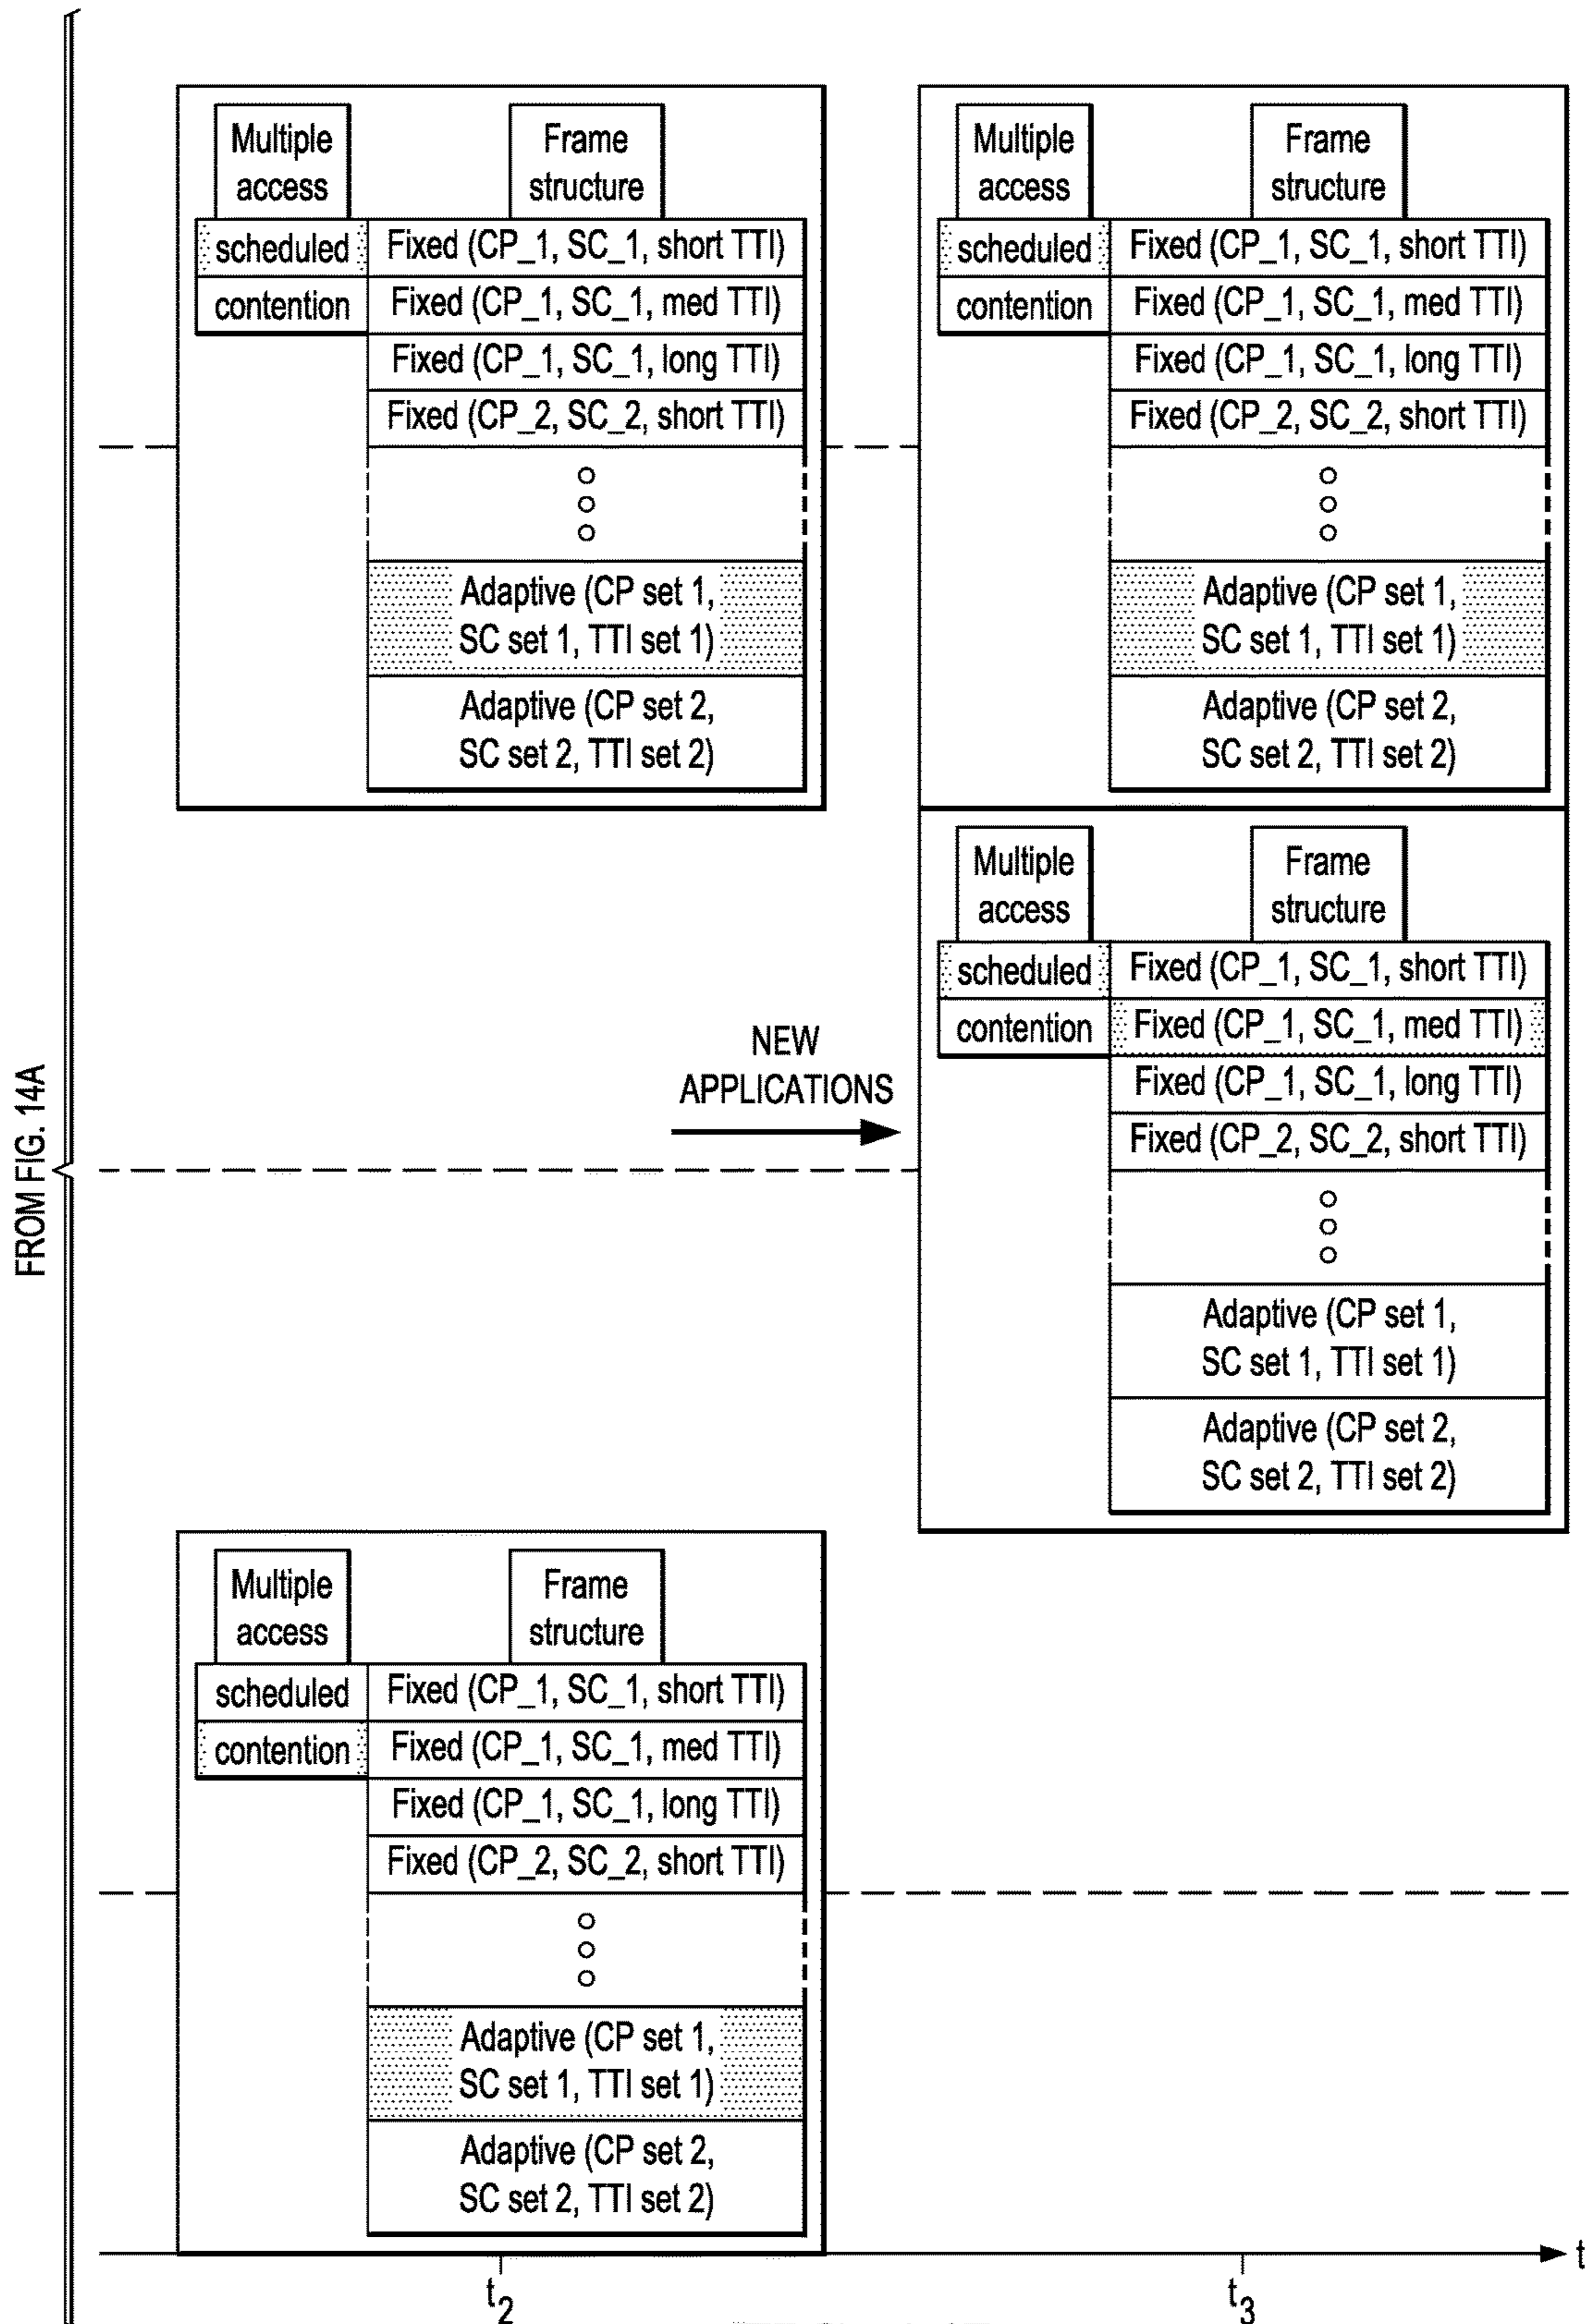 FROM FIG. 14A
Multiple
access
Frame
structure
scheduled
Fixed (CP_1, SC_1, short TTI)
contention
Fixed (CP_1, SC_1, med TTI)
Fixed (CP_1, SC_1, long TTI)
Fixed (CP_2, SC_2, short TTI)
Adaptive (CP set 1,
SC set 1, TTI set 1)
Adaptive (CP set 2,
SC set 2, TTI set 2)
Multiple
access
Frame
structure
scheduled
Fixed (CP_1, SC_1, short TTI)
contention
Fixed (CP_1, SC_1, med TTI)
Fixed (CP_1, SC_1, long TTI)
Fixed (CP_2, SC_2, short TTI)
Adaptive (CP set 1,
SC set 1, TTI set 1)
Adaptive (CP set 2,
SC set 2, TTI set 2)
NEW
APPLICATIONS
Multiple
access
Frame
structure
scheduled
Fixed (CP_1, SC_1, short TTI)
contention
Fixed (CP_1, SC_1, med TTI)
Fixed (CP_1, SC_1, long TTI)
Fixed (CP_2, SC_2, short TTI)
Adaptive (CP set 1,
SC set 1, TTI set 1)
Adaptive (CP set 2,
SC set 2, TTI set 2)
Multiple
access
Frame
structure
scheduled
Fixed (CP_1, SC_1, short TTI)
contention
Fixed (CP_1, SC_1, med TTI)
Fixed (CP_1, SC_1, long TTI)
Fixed (CP_2, SC_2, short TTI)
Adaptive (CP set 1,
SC set 1, TTI set 1)
Adaptive (CP set 2,
SC set 2, TTI set 2)
t
t2
t3